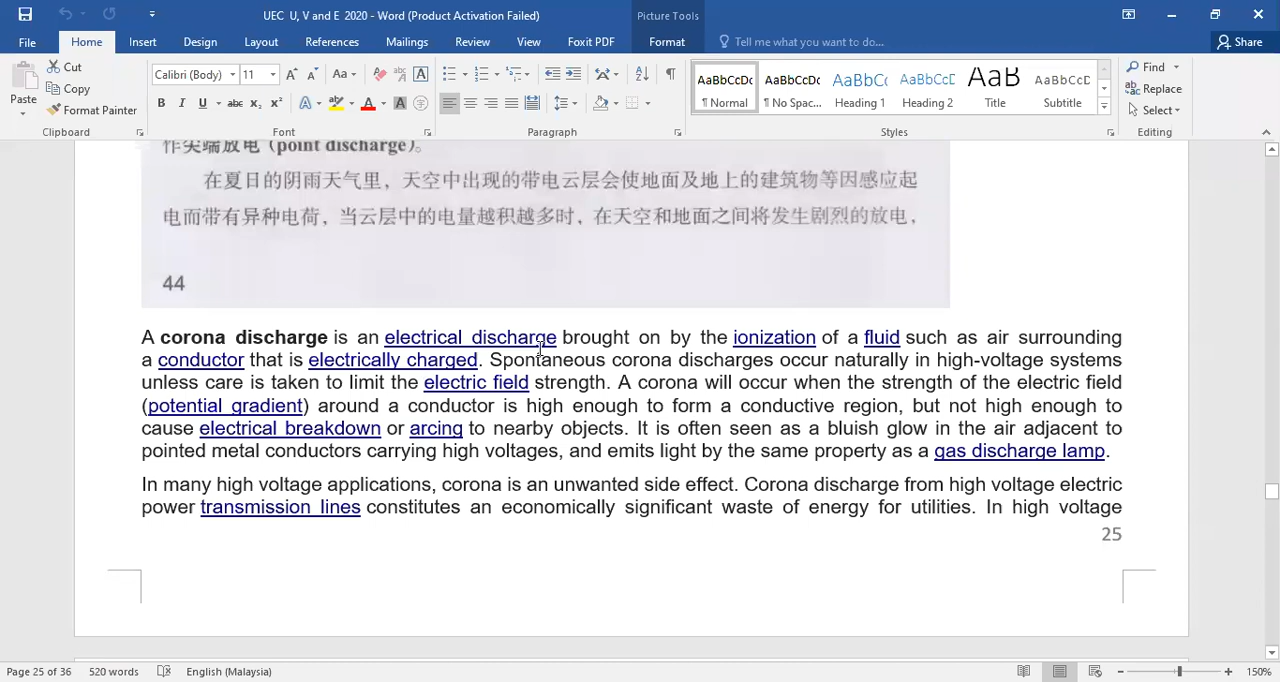 UEC U, V and E 2020 - Word (Product Activation Failed)
Picture Tools
File
Home
Insert
Design
Layout
References
Mailings
Review
View
Foxit PDF
Format
Tell me what you want to do...
Share
Paste
Cut
Copy
Format Painter
Clipboard
Calibri (Body)
11
Font
Paragraph
AaBbCcDc
¶ Normal
AaBbCcDc
¶ No Spac...
AaBbCc
Heading 1
AaBbCcD
Heading 2
AaB
Title
AaBbCcD
Subtitle
Styles
Find
Replace
Select
Editing
作尖端放电(point discharge)。
在夏日的阴雨天气里，天空中出现的带电云层会使地面及地上的建筑物等因感应起
电而带有异种电荷，当云层中的电量越积越多时，在天空和地面之间将发生剧烈的放电，
44
A corona discharge is an electrical discharge brought on by the ionization of a fluid such as air surrounding
a conductor that is electrically charged. Spontaneous corona discharges occur naturally in high-voltage systems
unless care is taken to limit the electric field strength. A corona will occur when the strength of the electric field
(potential gradient) around a conductor is high enough to form a conductive region, but not high enough to
cause electrical breakdown or arcing to nearby objects. It is often seen as a bluish glow in the air adjacent to
pointed metal conductors carrying high voltages, and emits light by the same property as a gas discharge lamp.
In many high voltage applications, corona is an unwanted side effect. Corona discharge from high voltage electric
power transmission lines constitutes an economically significant waste of energy for utilities. In high voltage
25
Page 25 of 36
520 words
English (Malaysia)
150%